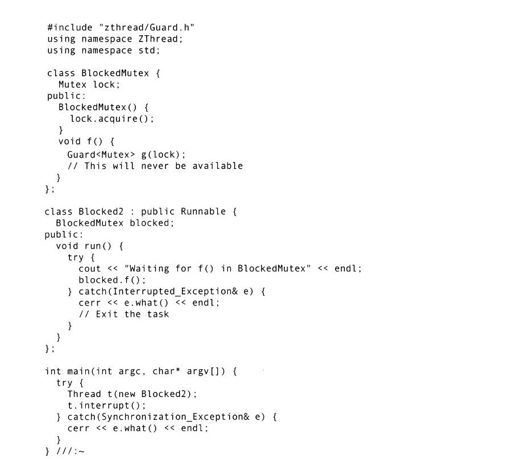 #include "zthread/Guard.h"
using namespace ZThread;
using namespace std;

class BlockedMutex {
  Mutex lock;
public:
  BlockedMutex() {
    lock.acquire();
  }
  void f() {
    Guard<Mutex> g(lock);
    // This will never be available
  }
};

class Blocked2 : public Runnable {
  BlockedMutex blocked;
public:
  void run() {
    try {
      cout << "Waiting for f() in BlockedMutex" << endl;
      blocked.f();
    } catch(Interrupted_Exception& e) {
      cerr << e.what() << endl;
      // Exit the task
    }
  }
};

int main(int argc, char* argv[]) {
  try {
    Thread t(new Blocked2);
    t.interrupt();
  } catch(Synchronization_Exception& e) {
    cerr << e.what() << endl;
  }
} ///:~